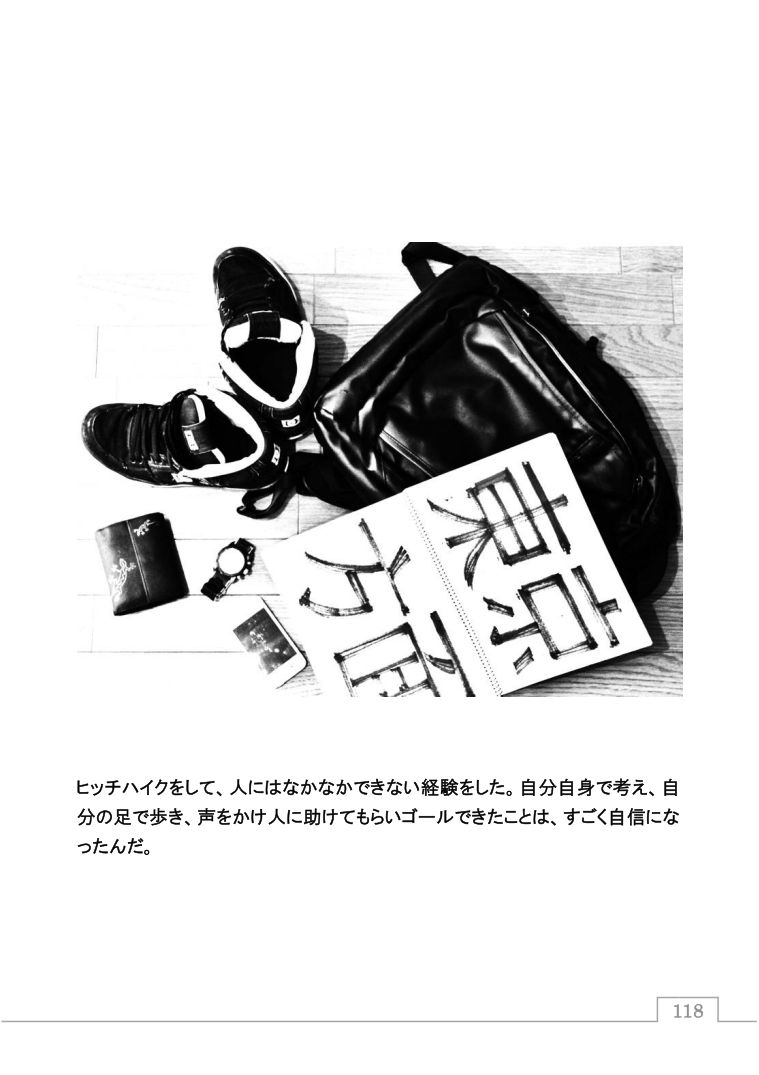 東京
方面
ヒッチハイクをして、人にはなかなかできない経験をした。自分自身で考え、自
分の足で歩き、声をかけ人に助けてもらいゴールできたことは、すごく自信にな
ったんだ。
118